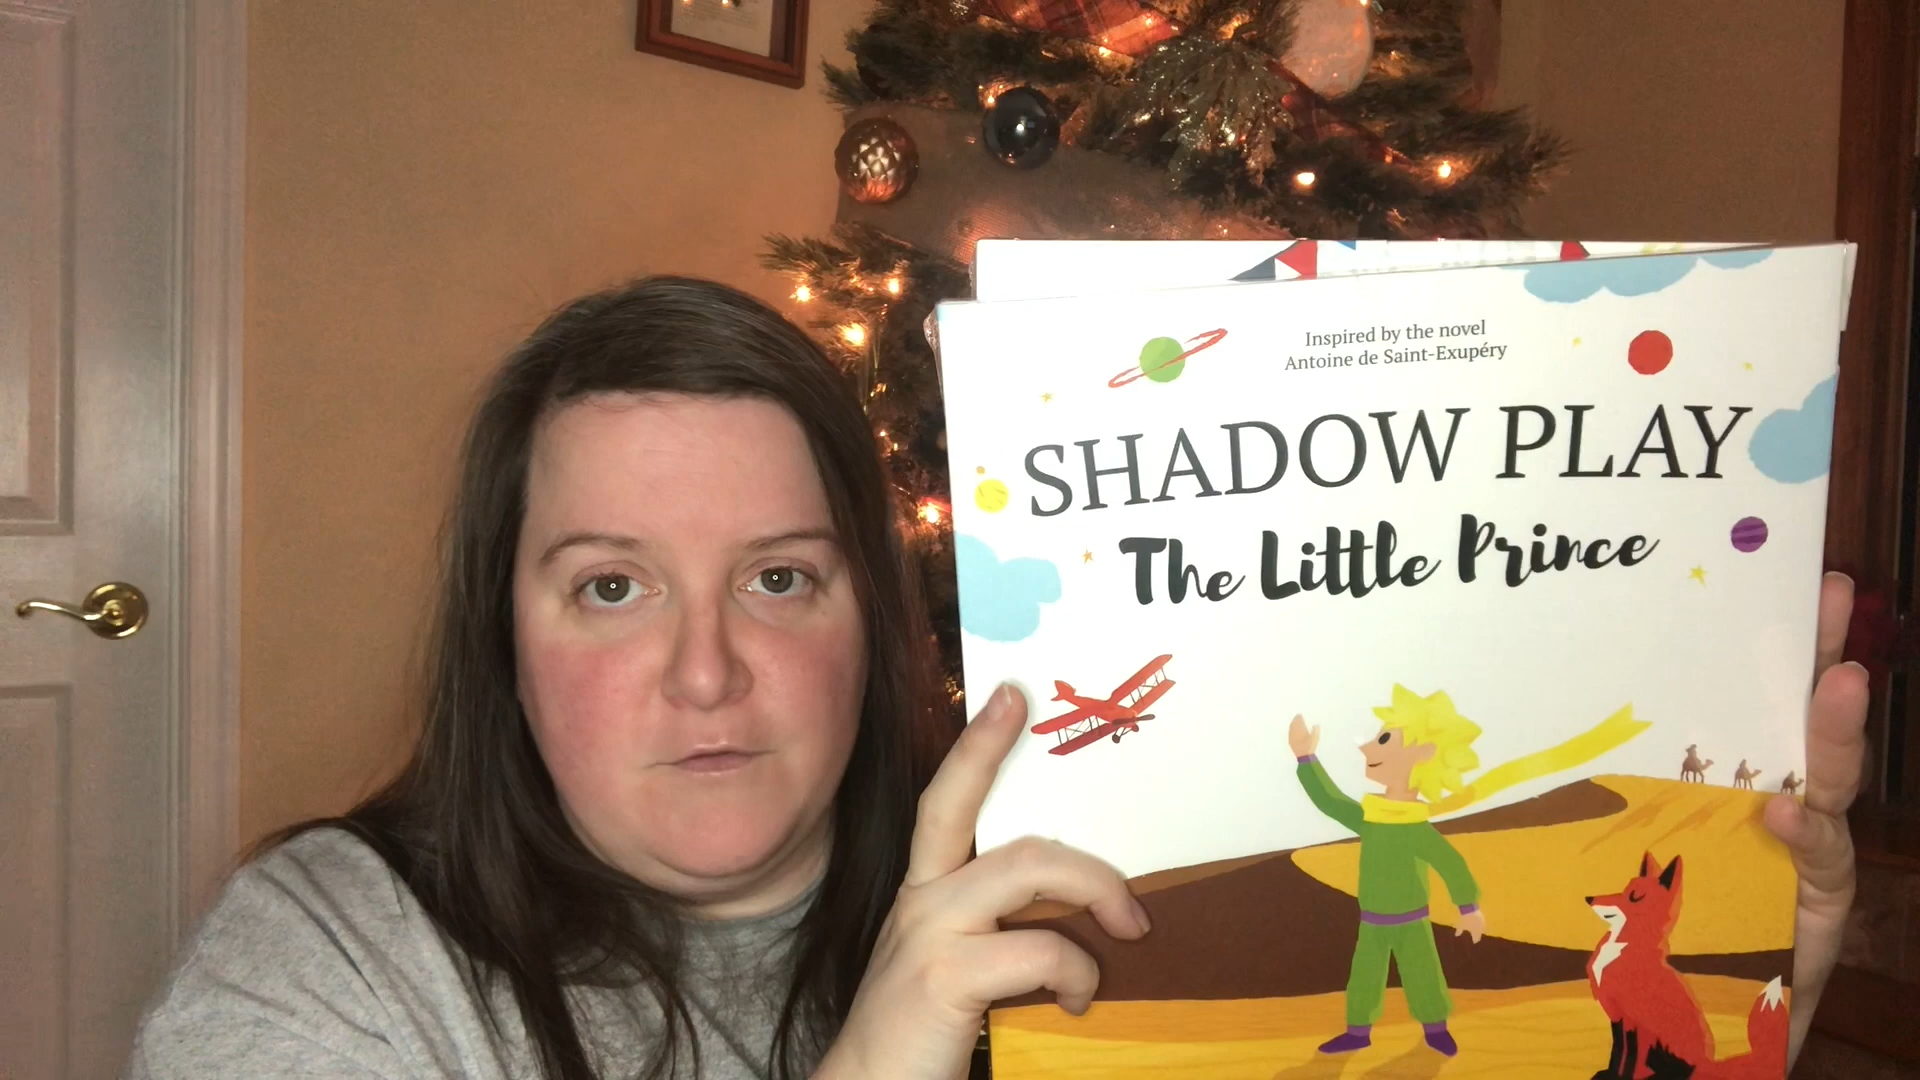 Inspired by the novel
Antoine de Saint-Exupéry
SHADOW PLAY
The Little Prince